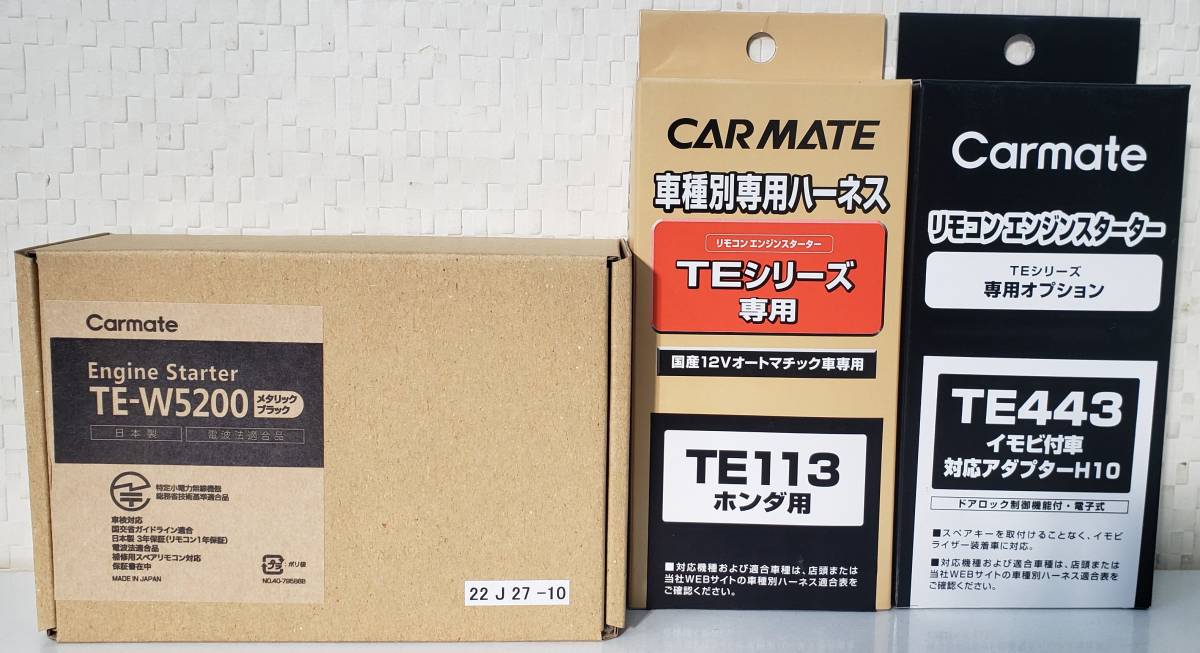 Carmate
Engine Starter
TE-W5200 メタリック
ブラック
日本製 電波法適合品
特定小電力無線機器
総務省技術基準適合品
車検対応
国交省ガイドライン適合
日本製 3年保証(リモコン1年保証)
電波法適合品
補修用スペアリモコン対応
保証書在中
MADE IN JAPAN
プラ
:ポリ袋
22 J 27 -10
CARMATE
車種別専用ハーネス
リモコン エンジンスターター
TEシリーズ
専用
国産12Vオートマチック車専用
TE113
ホンダ用
■対応機種および適合車種は、店頭または
当社WEBサイトの車種別ハーネス適合表を
ご確認ください。
Carmate
リモコン エンジンスターター
TEシリーズ
専用オプション
TE443
イモビ付車
対応アダプターH10
ドアロック制御機能付・電子式
■スペアキーを取付けることなく、イモビ
ライザー装着車に対応。
■対応機種および適合車種は、店頭または
当社WEBサイトの車種別ハーネス適合表を
ご確認ください。